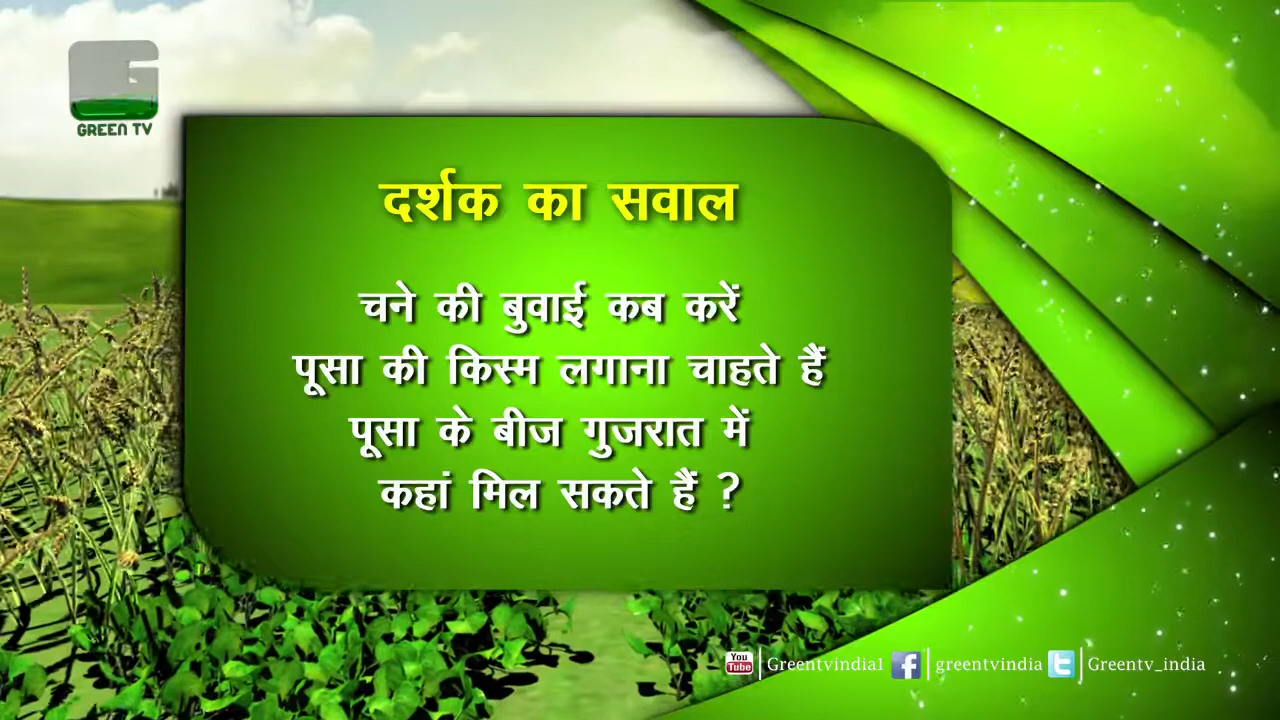 GREEN TV
दर्शक का सवाल
चने की बुवाई कब करें
पूसा की किस्म लगाना चाहते हैं
पूसा के बीज गुजरात में
कहां मिल सकते हैं ?
You Tube Greentvindia1 f greentvindia t Greentv_india